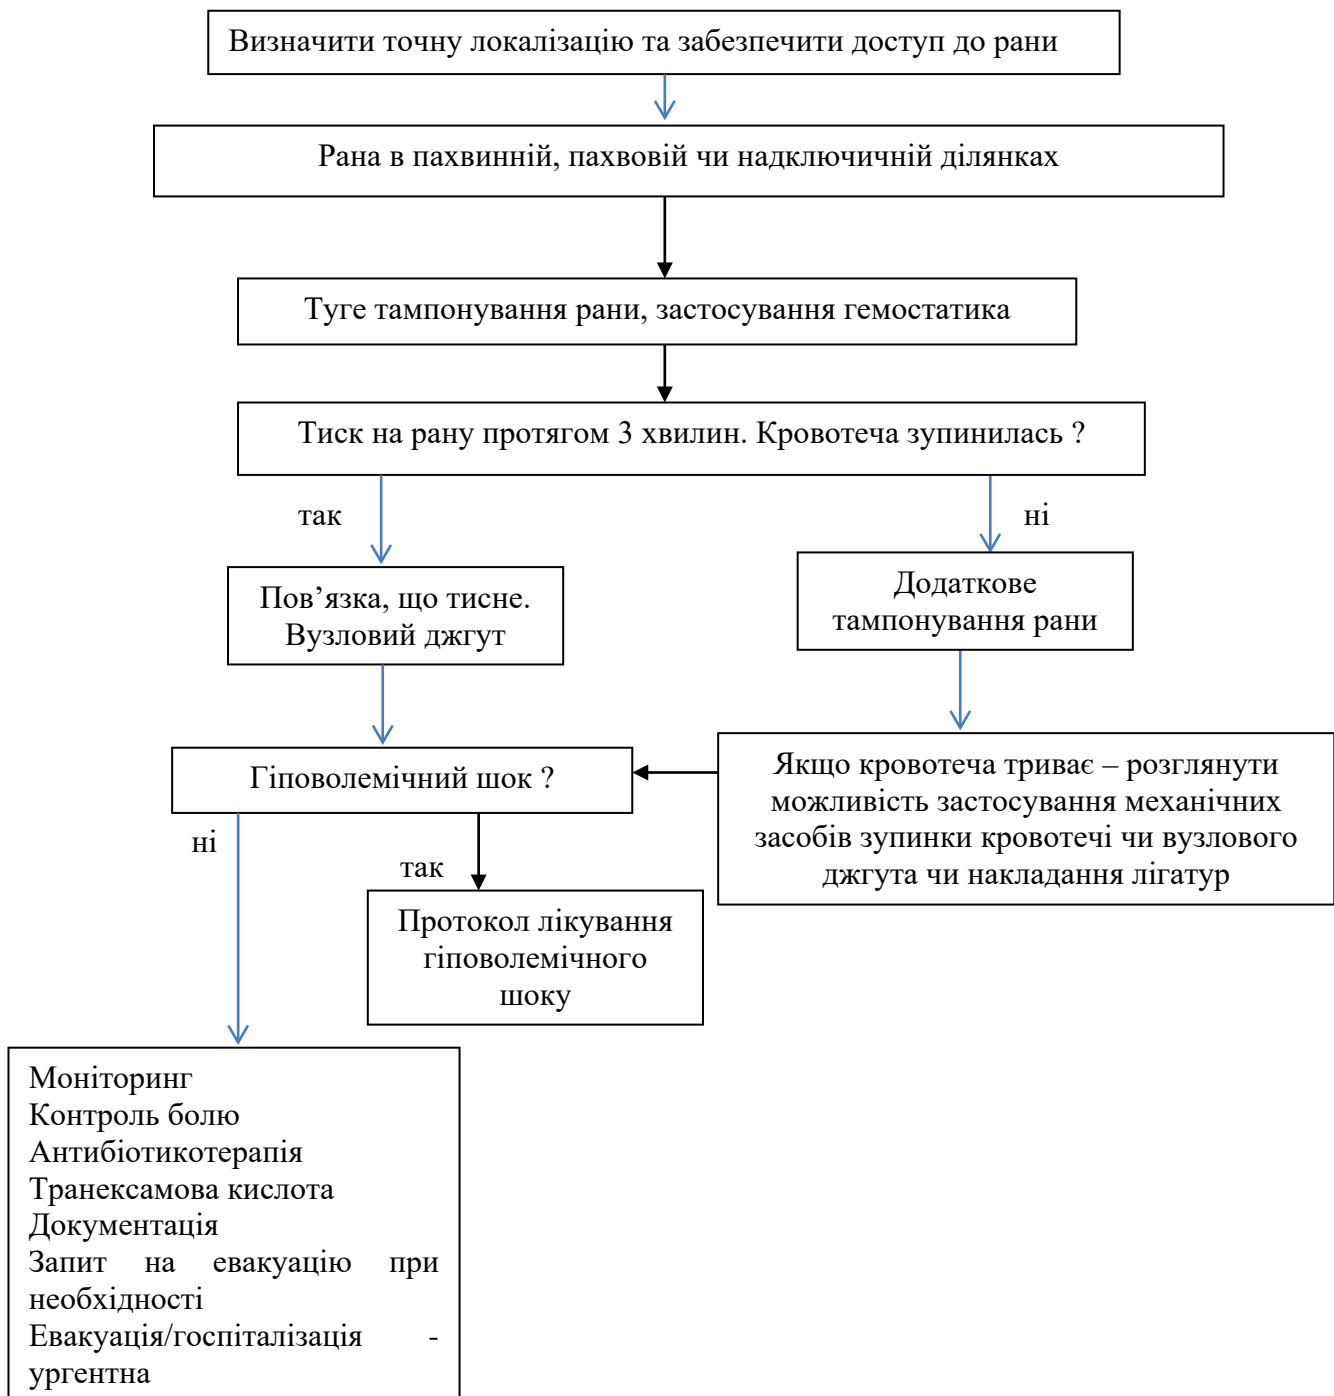 Визначити точну локалізацію та забезпечити доступ до рани
Рана в пахвинній, пахвовій чи надключичній ділянках
Туге тампонування рани, застосування гемостатика
Тиск на рану протягом 3 хвилин. Кровотеча зупинилась ?
так
ні
Пов’язка, що тисне.
Вузловий джгут
Додаткове
тампонування рани
Гіповолемічний шок ?
Якщо кровотеча триває – розглянути
можливість застосування механічних
засобів зупинки кровотечі чи вузлового
джгута чи накладання лігатур
ні
так
Протокол лікування
гіповолемічного
шоку
Моніторинг
Контроль болю
Антибіотикотерапія
Транексамова кислота
Документація
Запит на евакуацію при
необхідності
Евакуація/госпіталізація -
ургентна